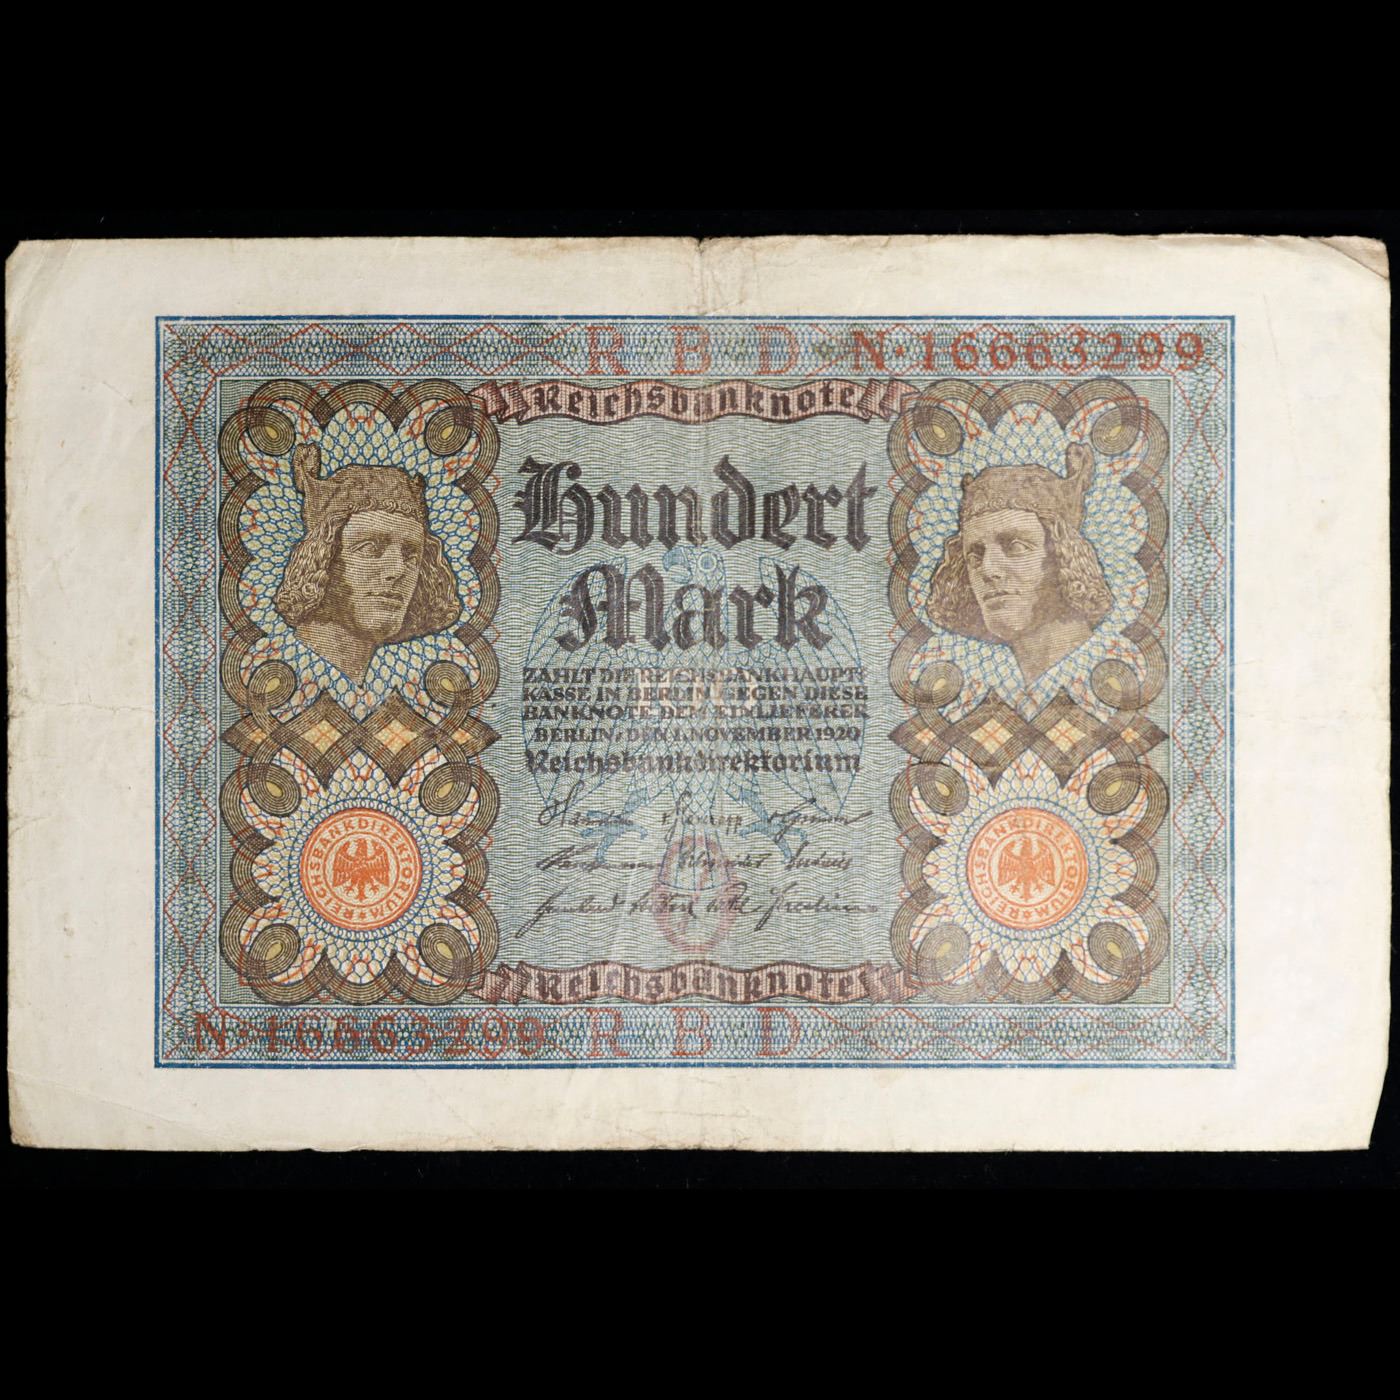 R B D N·16663299
Reichsbanknote
Hundert
Mark
ZAHLT DIE REICHSBANKHAUPT-
KASSE IN BERLIN GEGEN DIESE
BANKNOTE DEM EINLIEFERER
BERLIN, DEN 1. NOVEMBER 1920
Reichsbankdirektorium
REICHSBANKDIREKTORIUM
REICHSBANKDIREKTORIUM
Reichsbanknote
N·16663299 R B D